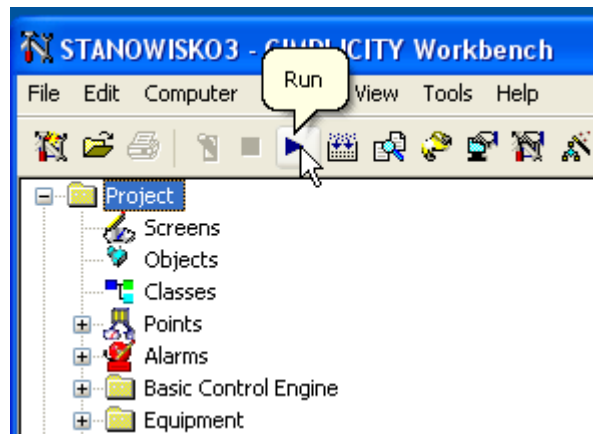 STANOWISKO3 - CIMPLICITY Workbench
Run
File Edit Computer View Tools Help
Project
Screens
Objects
Classes
Points
Alarms
Basic Control Engine
Equipment